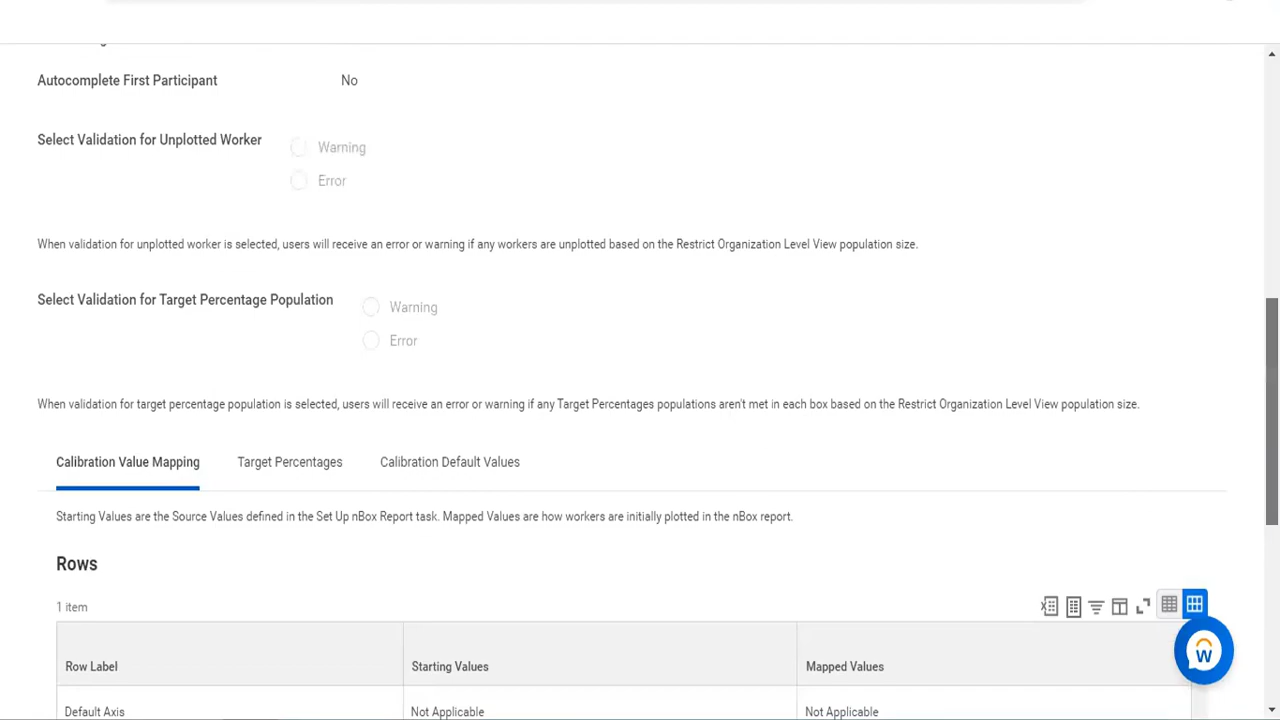 Autocomplete First Participant No
Select Validation for Unplotted Worker
Warning
Error
When validation for unplotted worker is selected, users will receive an error or warning if any workers are unplotted based on the Restrict Organization Level View population size.
Select Validation for Target Percentage Population
Warning
Error
When validation for target percentage population is selected, users will receive an error or warning if any Target Percentages populations aren't met in each box based on the Restrict Organization Level View population size.
Calibration Value Mapping Target Percentages Calibration Default Values
Starting Values are the Source Values defined in the Set Up nBox Report task. Mapped Values are how workers are initially plotted in the nBox report.
Rows
1 item
W
Row Label Starting Values Mapped Values
Default Axis Not Applicable Not Applicable